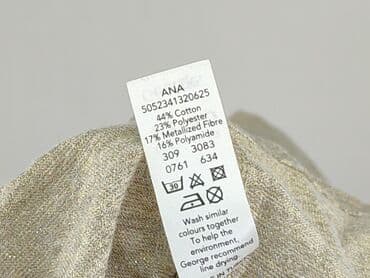 ANA
5052341320625
44% Cotton
23% Polyester
17% Metallized Fibre
16% Polyamide
309 3083
0761 634
30
Wash similar
colours together
To help the
environment,
George recommend
line drying